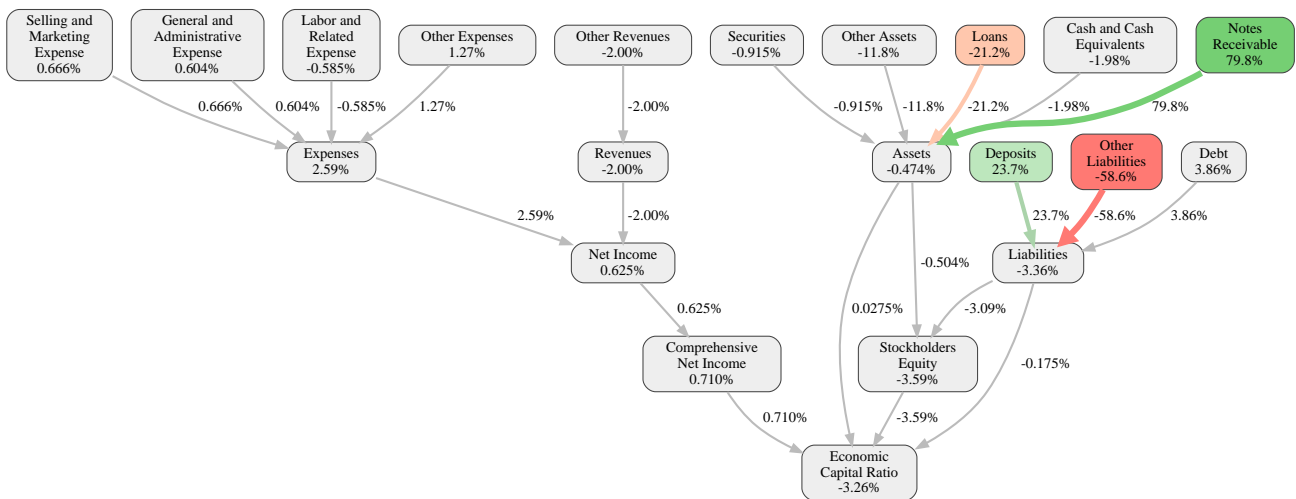 Selling and
Marketing
Expense
0.666%
General and
Administrative
Expense
0.604%
Labor and
Related
Expense
-0.585%
Other Expenses
1.27%
Other Revenues
-2.00%
Securities
-0.915%
Other Assets
-11.8%
Loans
-21.2%
Cash and Cash
Equivalents
-1.98%
Notes
Receivable
79.8%
0.666%
0.604%
-0.585%
1.27%
-2.00%
-0.915%
-11.8%
-21.2%
-1.98%
79.8%
Expenses
2.59%
Revenues
-2.00%
Assets
-0.474%
Deposits
23.7%
Other
Liabilities
-58.6%
Debt
3.86%
2.59%
-2.00%
23.7%
-58.6%
3.86%
Net Income
0.625%
-0.504%
Liabilities
-3.36%
0.625%
0.0275%
-3.09%
Comprehensive
Net Income
0.710%
Stockholders
Equity
-3.59%
-0.175%
0.710%
-3.59%
Economic
Capital Ratio
-3.26%